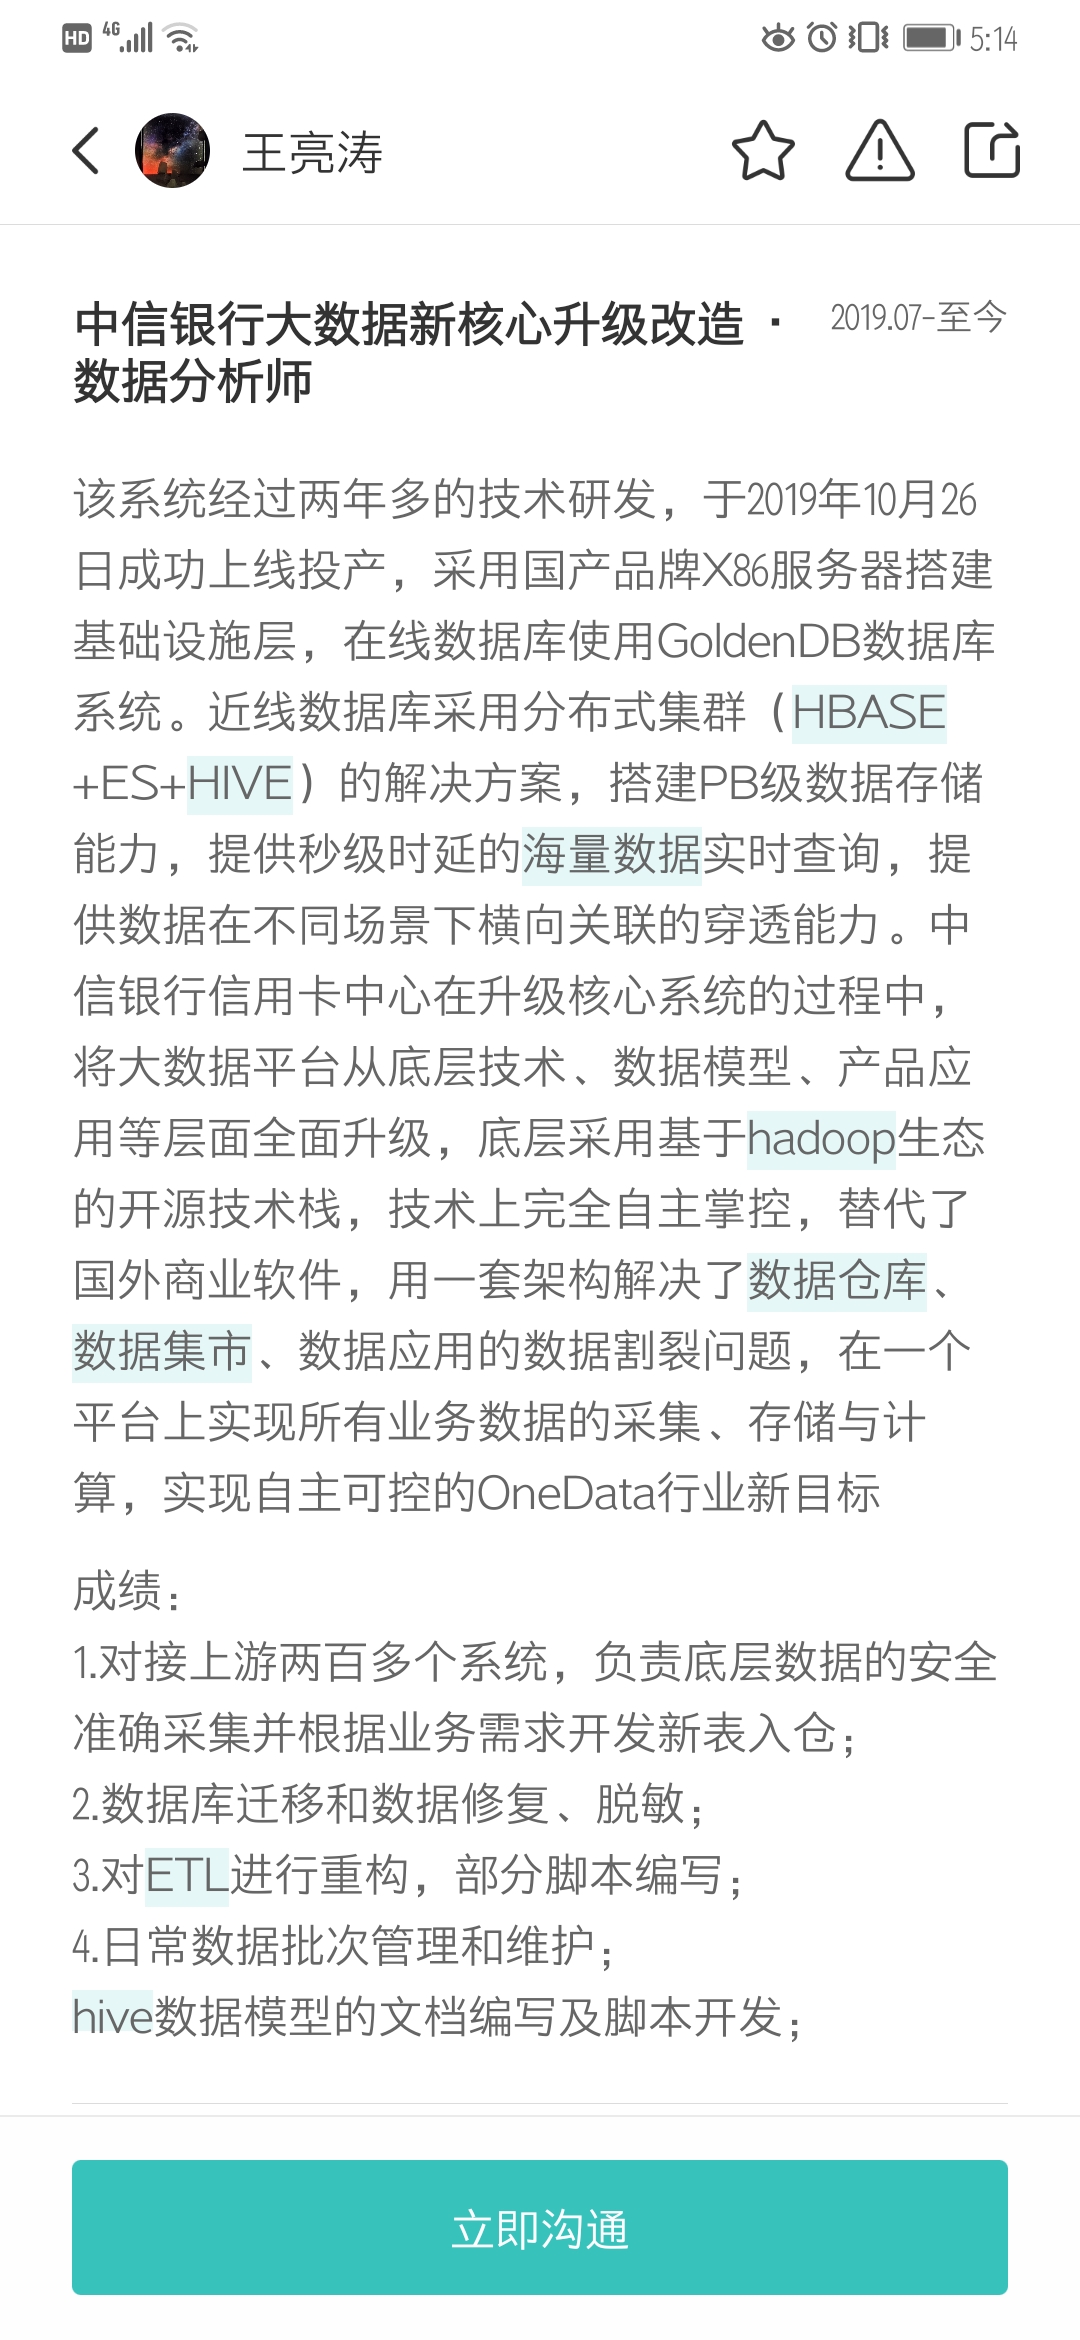 HD 4G 5:14
王亮涛
中信银行大数据新核心升级改造 · 2019.07-至今
数据分析师
该系统经过两年多的技术研发，于2019年10月26
日成功上线投产，采用国产品牌X86服务器搭建
基础设施层，在线数据库使用GoldenDB数据库
系统。近线数据库采用分布式集群（HBASE
+ES+HIVE）的解决方案，搭建PB级数据存储
能力，提供秒级时延的海量数据实时查询，提
供数据在不同场景下横向关联的穿透能力。中
信银行信用卡中心在升级核心系统的过程中，
将大数据平台从底层技术、数据模型、产品应
用等层面全面升级，底层采用基于hadoop生态
的开源技术栈，技术上完全自主掌控，替代了
国外商业软件，用一套架构解决了数据仓库、
数据集市、数据应用的数据割裂问题，在一个
平台上实现所有业务数据的采集、存储与计
算，实现自主可控的OneData行业新目标
成绩：
1.对接上游两百多个系统，负责底层数据的安全
准确采集并根据业务需求开发新表入仓；
2.数据库迁移和数据修复、脱敏；
3.对ETL进行重构，部分脚本编写；
4.日常数据批次管理和维护；
hive数据模型的文档编写及脚本开发；
立即沟通